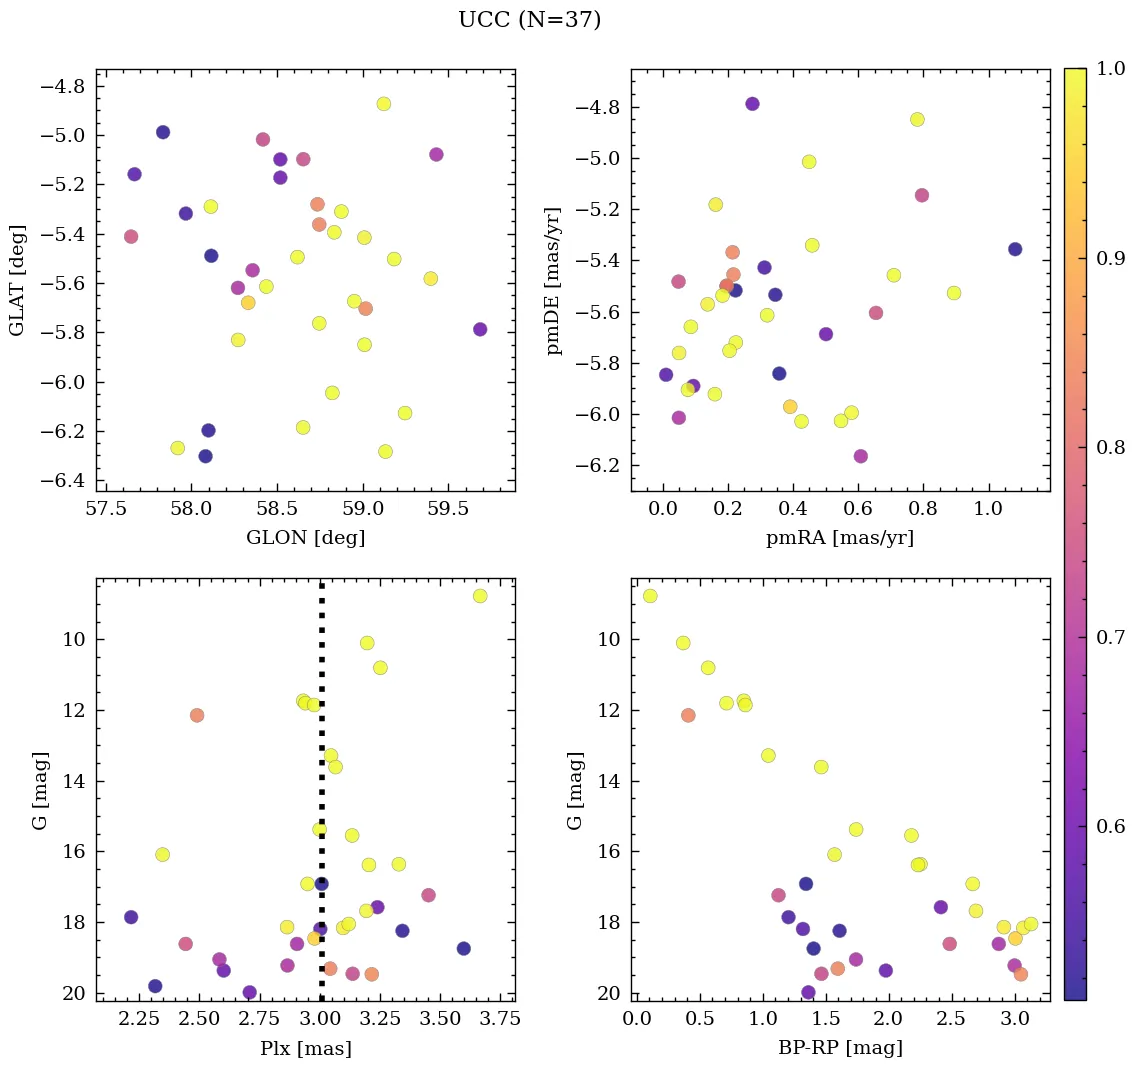 UCC (N=37)
−4.8
−5.0
−5.2
−5.4
−5.6
−5.8
−6.0
−6.2
−6.4
GLAT [deg]
57.5 58.0 58.5 59.0 59.5
GLON [deg]
−4.8
−5.0
−5.2
−5.4
−5.6
−5.8
−6.0
−6.2
pmDE [mas/yr]
0.0 0.2 0.4 0.6 0.8 1.0
pmRA [mas/yr]
10
12
14
16
18
20
G [mag]
2.25 2.50 2.75 3.00 3.25 3.50 3.75
Plx [mas]
10
12
14
16
18
20
G [mag]
0.0 0.5 1.0 1.5 2.0 2.5 3.0
BP-RP [mag]
1.0
0.9
0.8
0.7
0.6